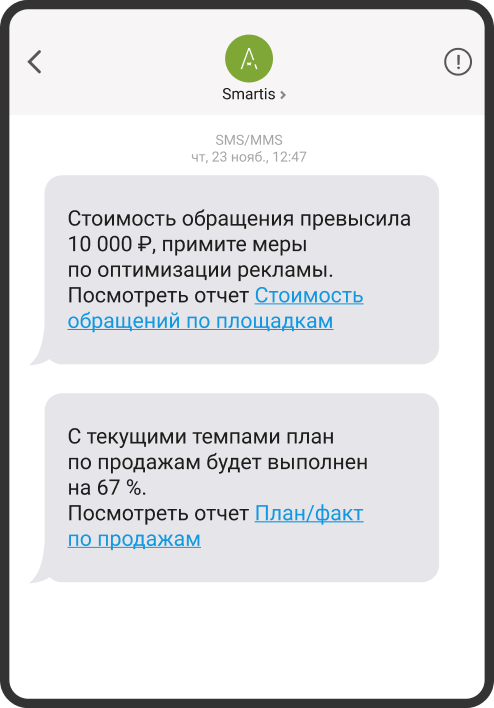 Smartis
SMS/MMS
чт, 23 нояб., 12:47
Стоимость обращения превысила
10 000 ₽, примите меры
по оптимизации рекламы.
Посмотреть отчет Стоимость
обращений по площадкам
С текущими темпами план
по продажам будет выполнен
на 67 %.
Посмотреть отчет План/факт
по продажам